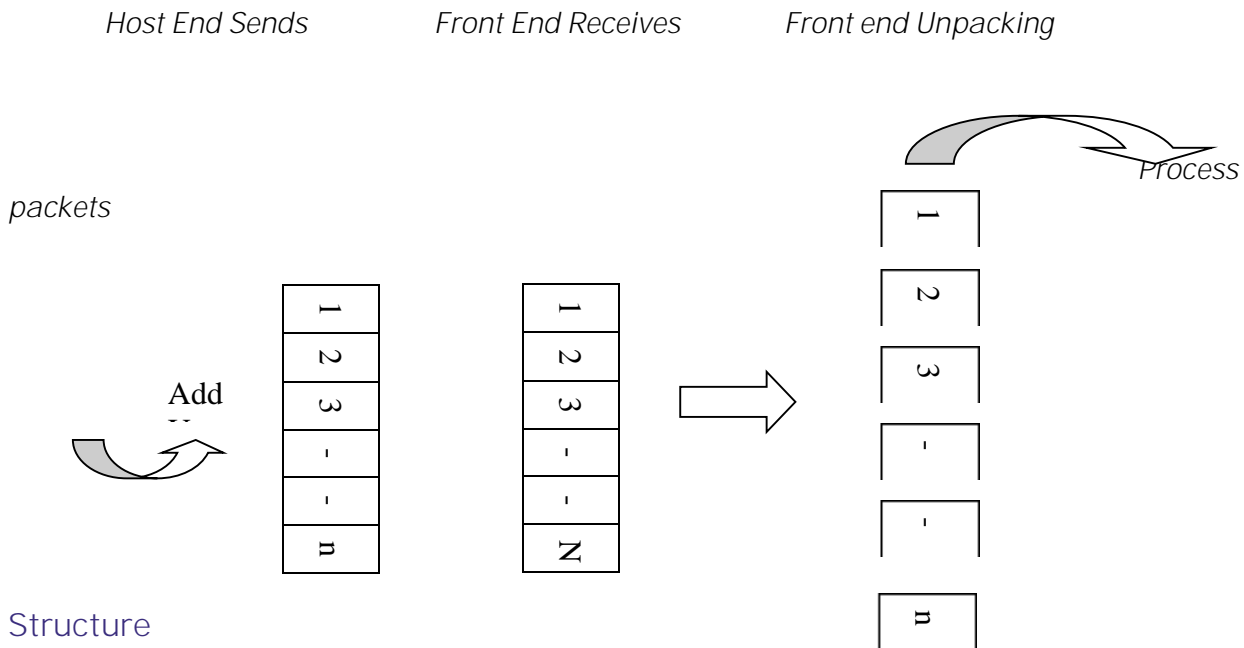 Host End Sends Front End Receives Front end Unpacking
Process
packets
Add
1
2
3
-
-
n
1
2
3
-
-
N
1
2
3
-
-
n
Structure